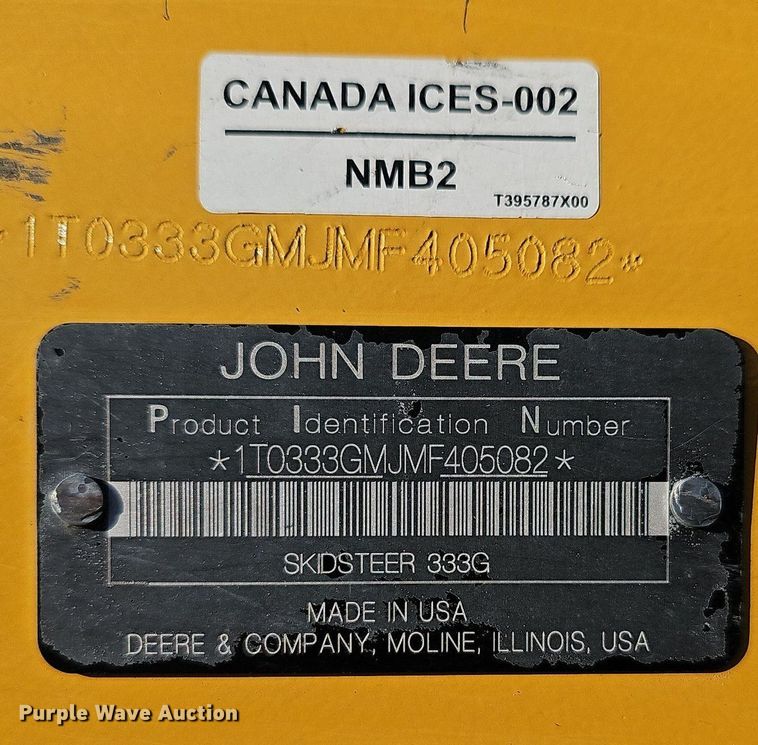 CANADA ICES-002
NMB2
T395787X00
*1T0333GMJMF405082*
JOHN DEERE
Product Identification Number
*1T0333GMJMF405082*
SKIDSTEER 333G
MADE IN USA
DEERE & COMPANY, MOLINE, ILLINOIS, USA
Purple Wave Auction